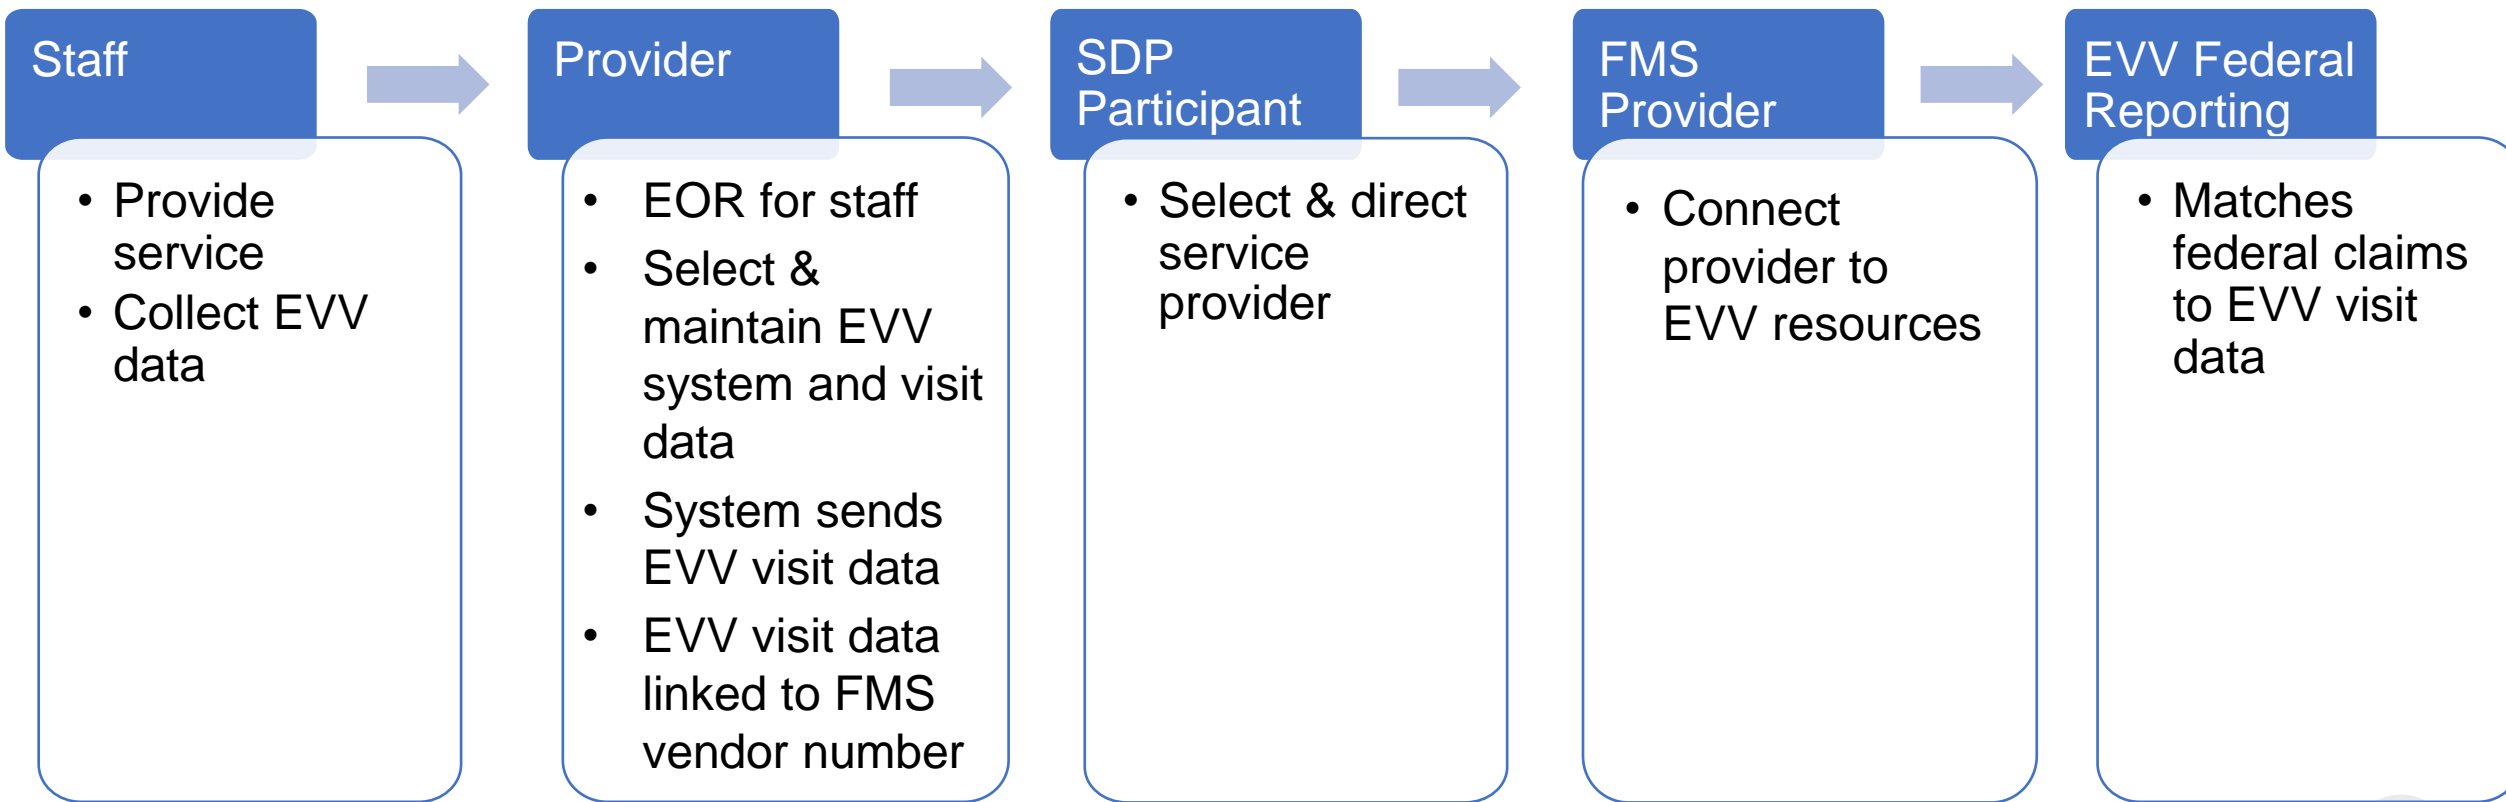 Staff
• Provide
service
• Collect EVV
data
Provider
• EOR for staff
• Select &
maintain EVV
system and visit
data
• System sends
EVV visit data
• EVV visit data
linked to FMS
vendor number
SDP
Participant
• Select & direct
service
provider
FMS
Provider
• Connect
provider to
EVV resources
EVV Federal
Reporting
• Matches
federal claims
to EVV visit
data